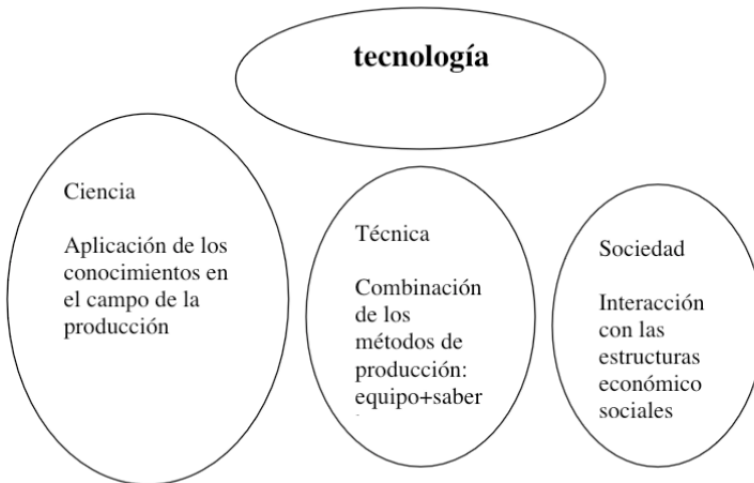 tecnología
Ciencia
Aplicación de los
conocimientos en
el campo de la
producción
Técnica
Combinación
de los
métodos de
producción:
equipo+saber
Sociedad
Interacción
con las
estructuras
económico
sociales